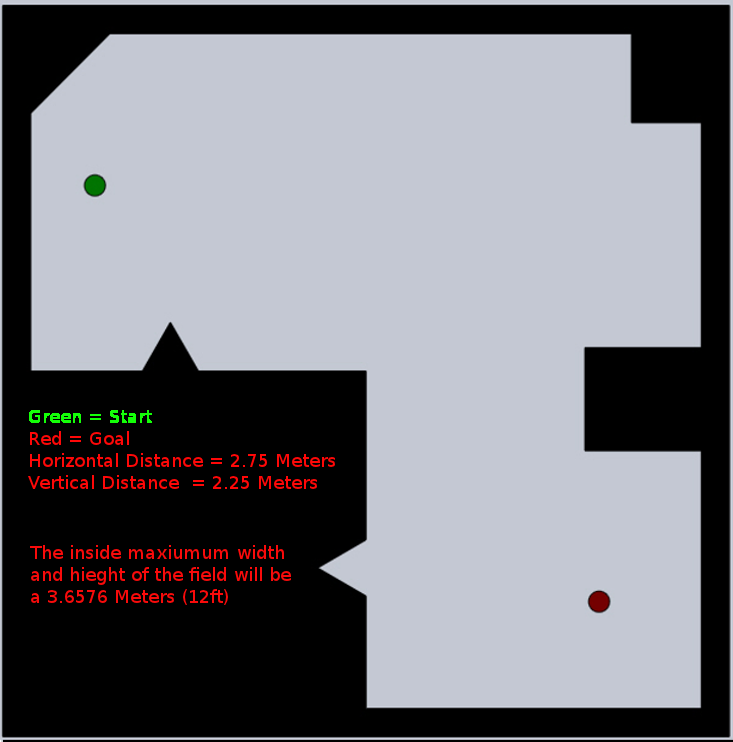 Green = Start
Red = Goal
Horizontal Distance = 2.75 Meters
Vertical Distance = 2.25 Meters
The inside maxiumum width
and hieght of the field will be
a 3.6576 Meters (12ft)